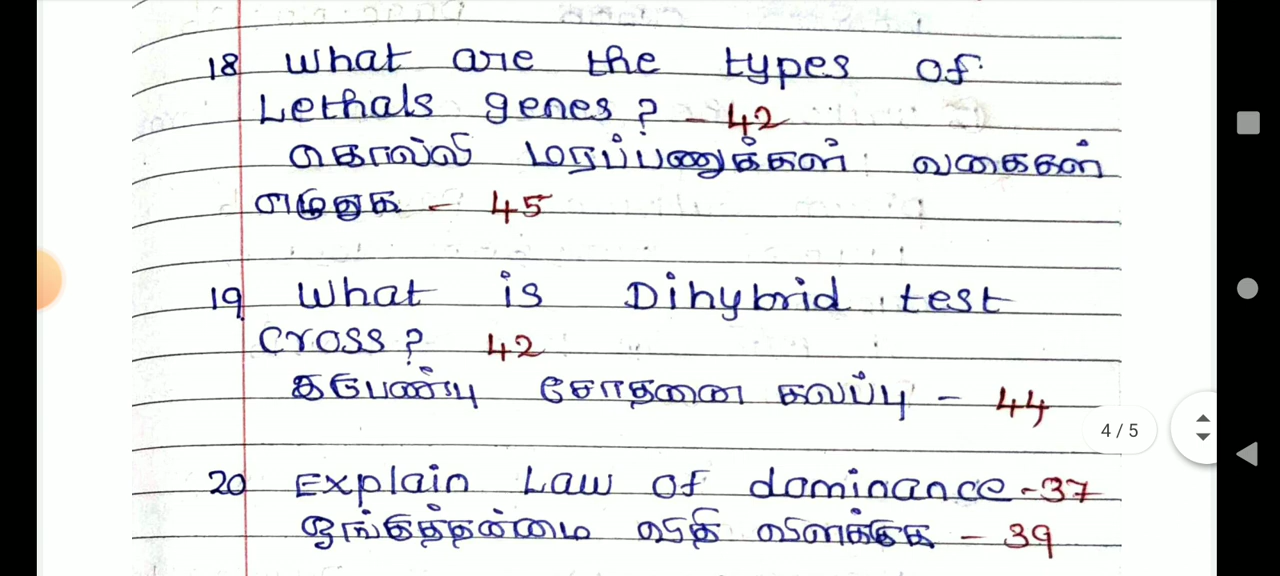 18 What are the types of
Lethals genes? - 42
கொல்லி மரப்பணுக்கள் வகைகள்
எழுதுக - 45
19 What is Dihybrid test
Cross? 42
இருபண்பு சோதனை கலப்பு - 44
4 / 5
20 Explain Law of dominance - 37
ஓங்குத்தன்மை விதி விளக்குக - 39